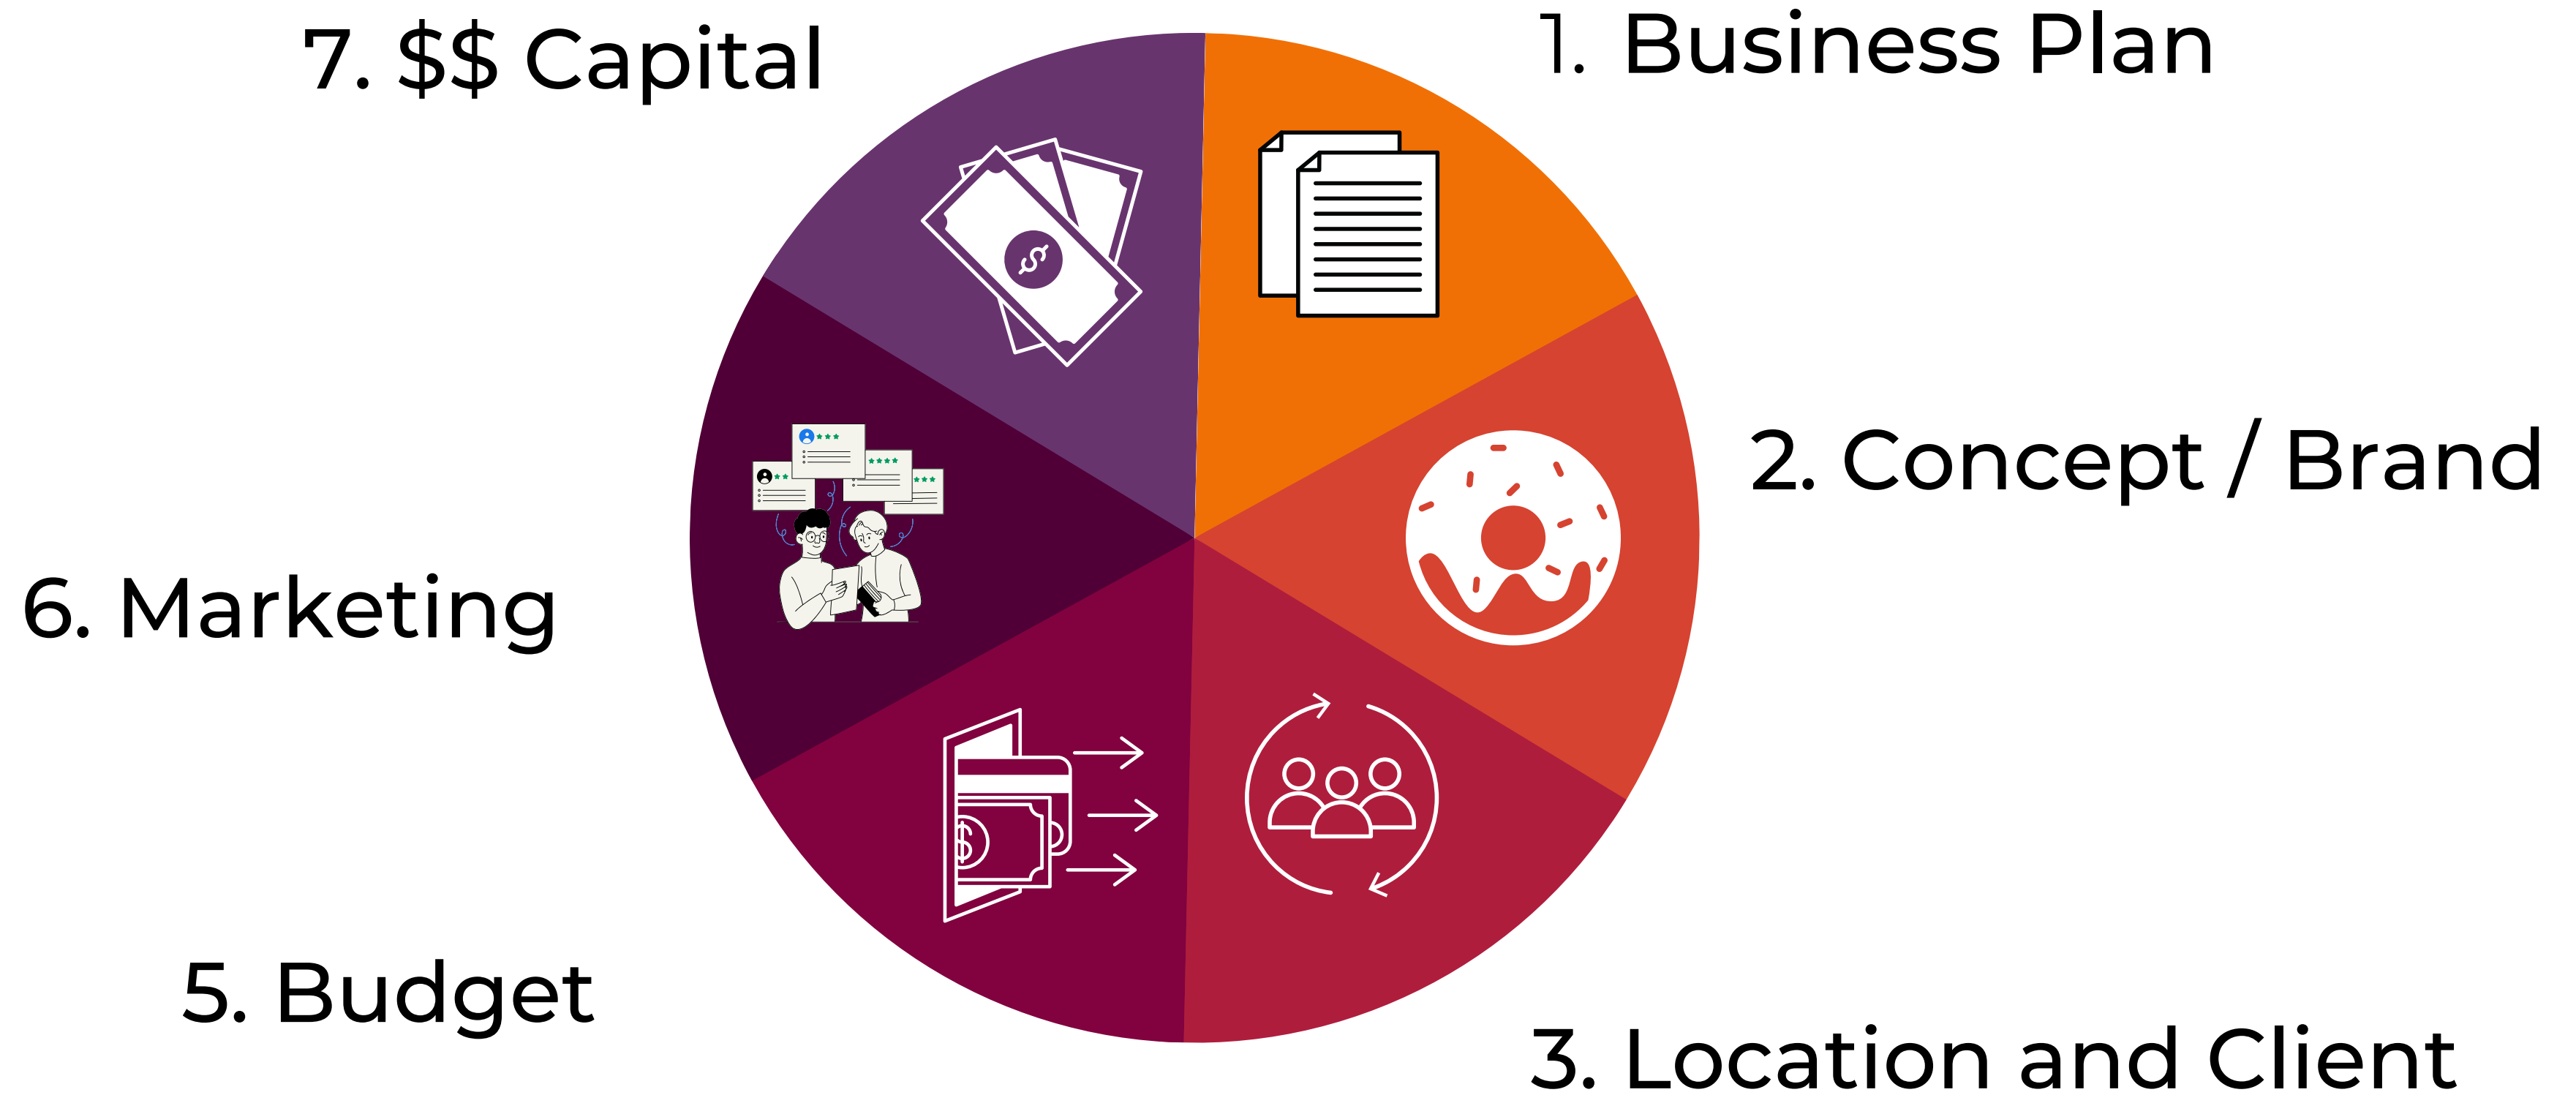 1. Business Plan
2. Concept / Brand
3. Location and Client
5. Budget
6. Marketing
7. $$ Capital